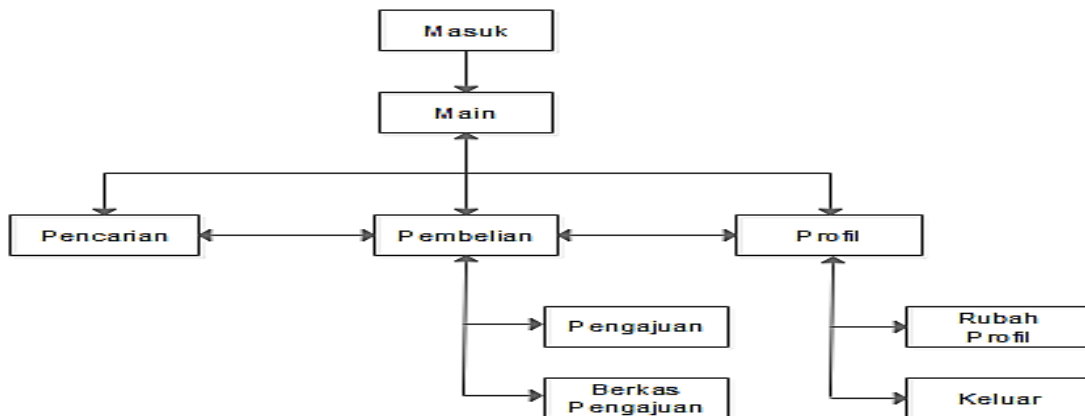 Masuk
Main
Pencarian
Pembelian
Profil
Pengajuan
Rubah
Profil
Berkas
Pengajuan
Keluar